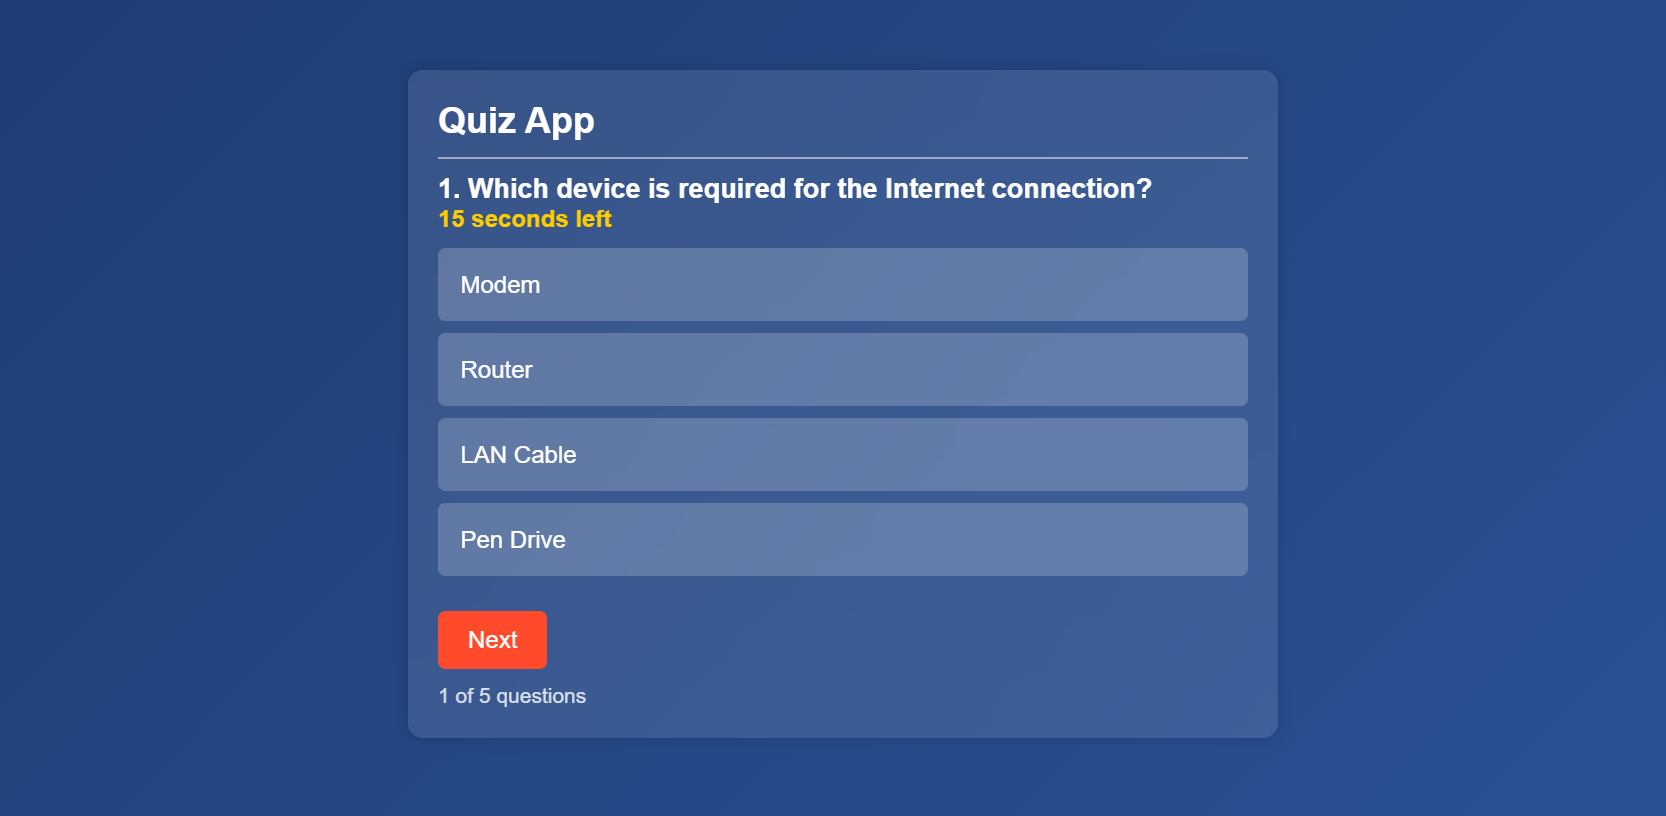 Quiz App
1. Which device is required for the Internet connection?
15 seconds left
Modem
Router
LAN Cable
Pen Drive
Next
1 of 5 questions